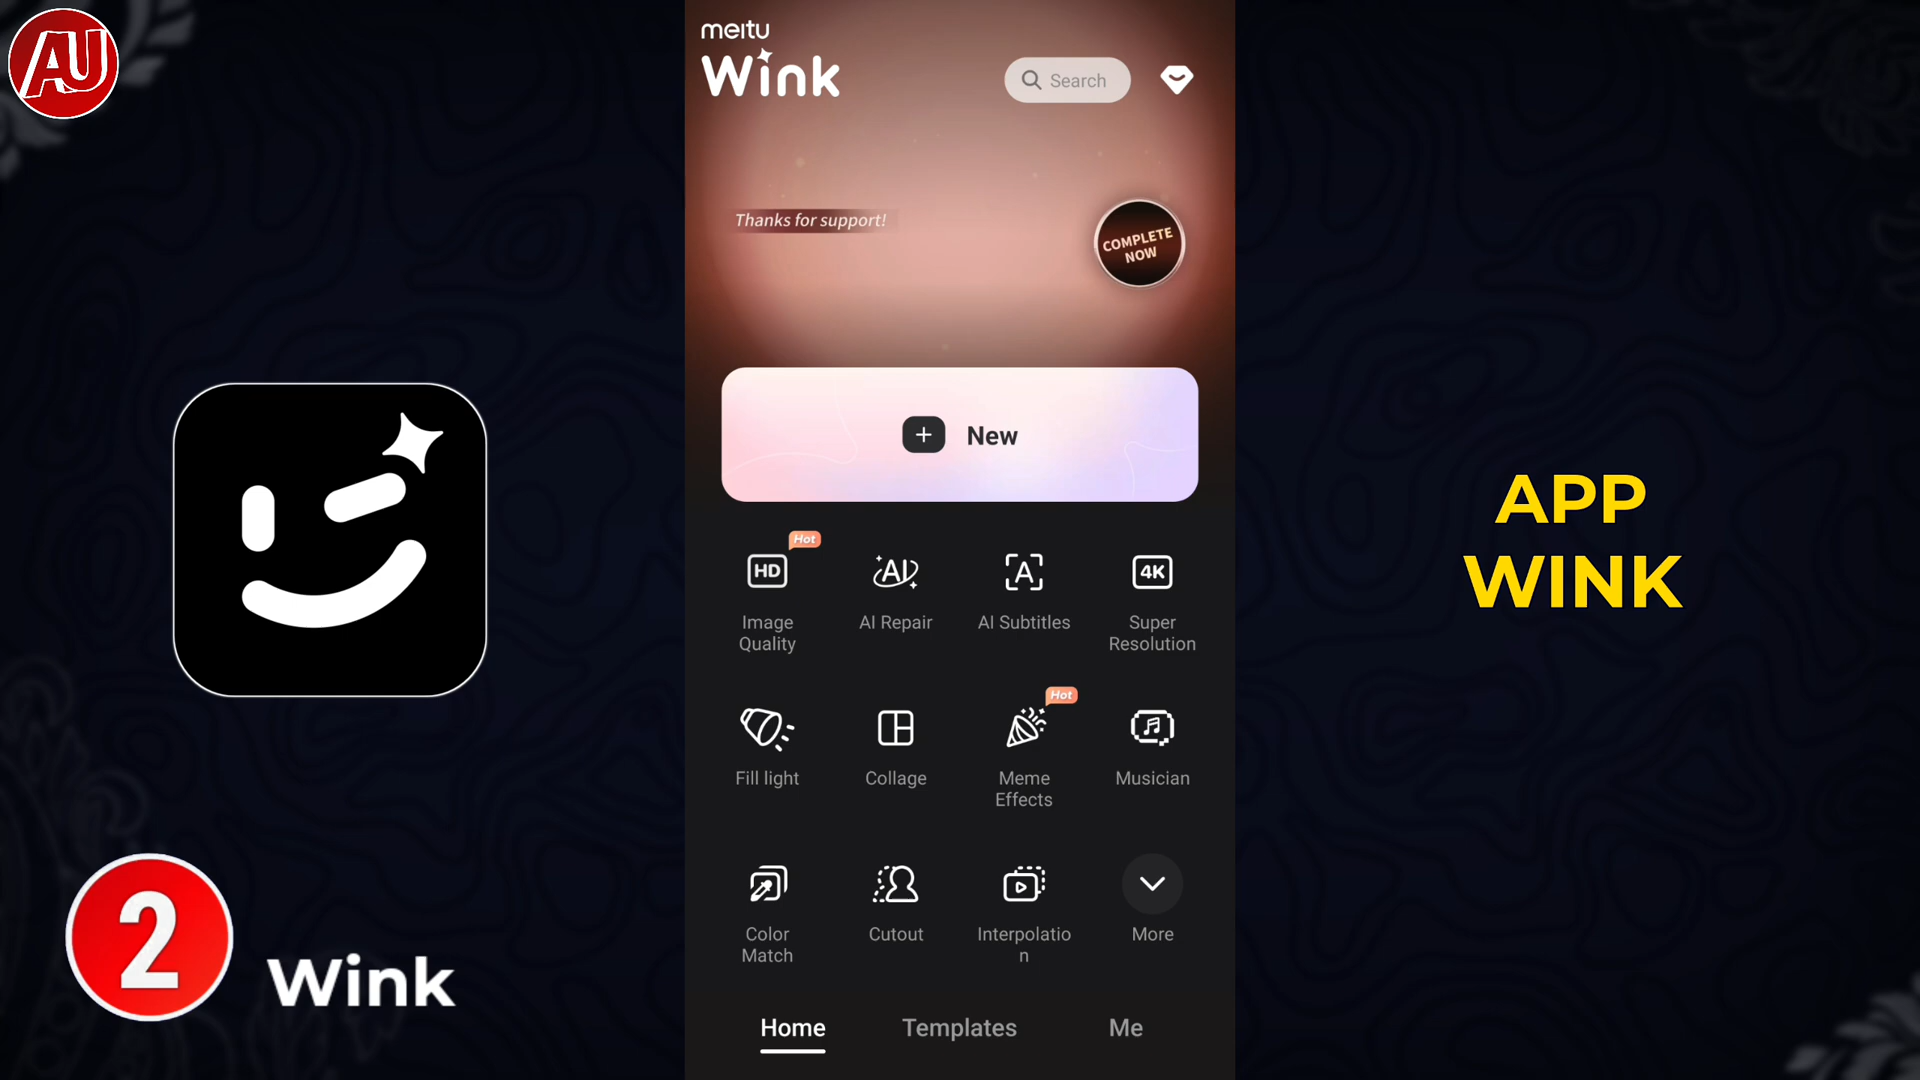 AU
meitu
Wink
Search
Thanks for support!
COMPLETE
NOW
New
Hot
HD
AI
A
4K
Image
Quality
AI Repair
AI Subtitles
Super
Resolution
Hot
Fill light
Collage
Meme
Effects
Musician
Color
Match
Cutout
Interpolatio
n
More
Home
Templates
Me
2
Wink
APP
WINK